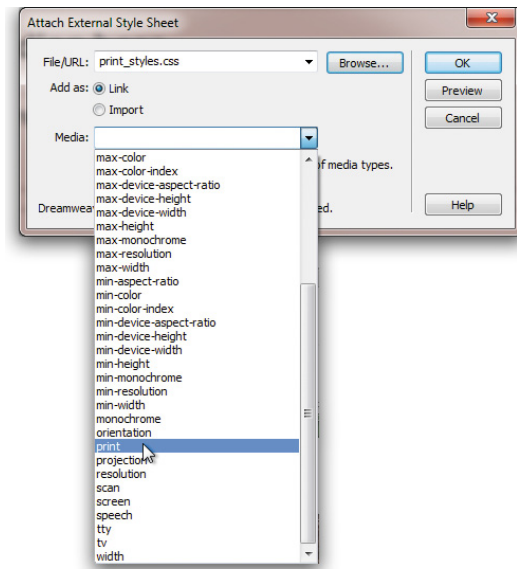 Attach External Style Sheet
File/URL: print_styles.css Browse... OK
Add as: Link Preview
Import Cancel
Media:
max-color
max-color-index of media types.
max-device-aspect-ratio
max-device-height
Dreamwea max-device-width ed. Help
max-height
max-monochrome
max-resolution
max-width
min-aspect-ratio
min-color
min-color-index
min-device-aspect-ratio
min-device-height
min-device-width
min-height
min-monochrome
min-resolution
min-width
monochrome
orientation
print
projection
resolution
scan
screen
speech
tty
tv
width